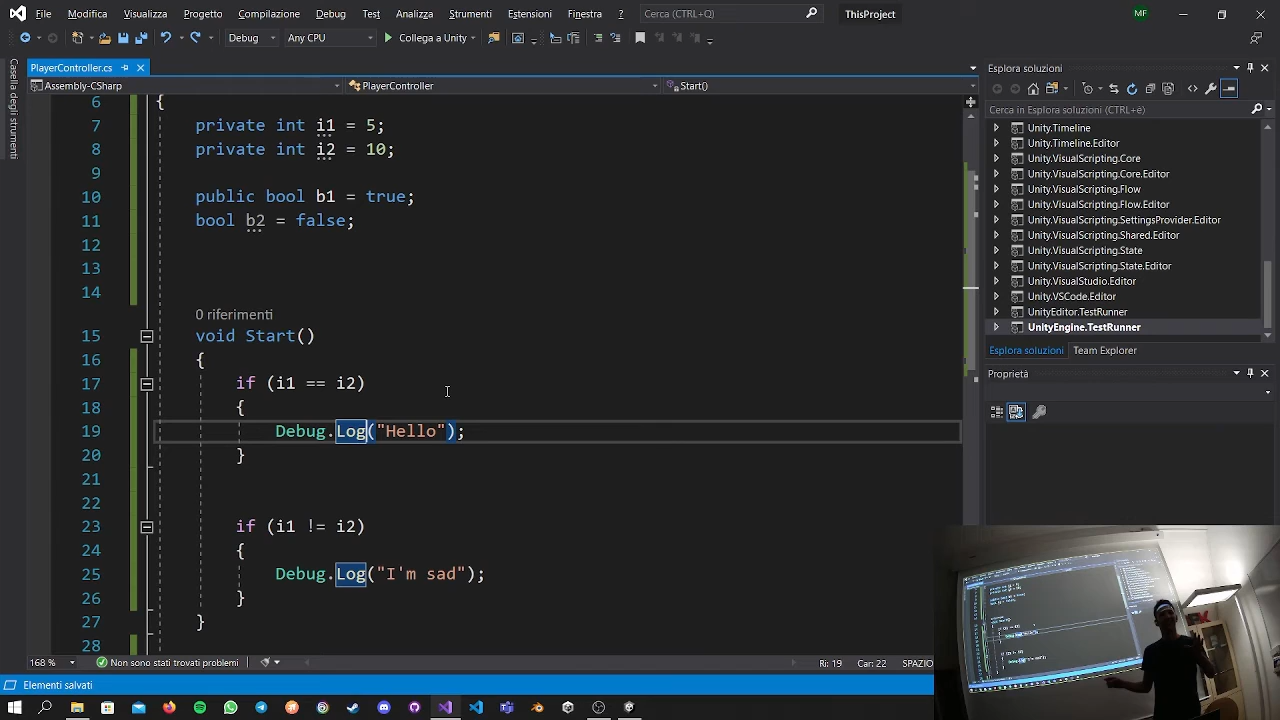 File Modifica Visualizza Progetto Compilazione Debug Test Analizza Strumenti Estensioni Finestra ? Cerca (CTRL+Q) ThisProject MF
Debug Any CPU Collega a Unity
PlayerController.cs
Assembly-CSharp PlayerController Start()
Casella degli strumenti
6 {
7 private int i1 = 5;
8 private int i2 = 10;
9
10 public bool b1 = true;
11 bool b2 = false;
12
13
14
0 riferimenti
15 void Start()
16 {
17 if (i1 == i2)
18 {
19 Debug.Log("Hello");
20 }
21
22
23 if (i1 != i2)
24 {
25 Debug.Log("I'm sad");
26 }
27 }
28
168 % Non sono stati trovati problemi Ri: 19 Car: 22 SPAZIO
Elementi salvati
Esplora soluzioni
Cerca in Esplora soluzioni (CTRL+è)
Unity.Timeline
Unity.Timeline.Editor
Unity.VisualScripting.Core
Unity.VisualScripting.Core.Editor
Unity.VisualScripting.Flow
Unity.VisualScripting.Flow.Editor
Unity.VisualScripting.SettingsProvider.Editor
Unity.VisualScripting.Shared.Editor
Unity.VisualScripting.State
Unity.VisualScripting.State.Editor
Unity.VisualStudio.Editor
Unity.VSCode.Editor
UnityEditor.TestRunner
UnityEngine.TestRunner
Esplora soluzioni Team Explorer
Proprietà